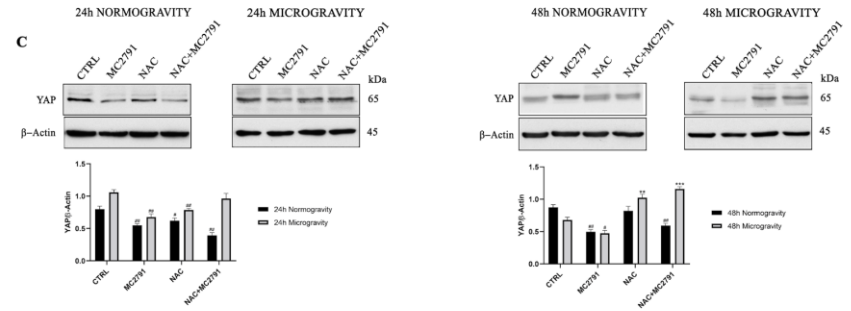 24h NORMOGRAVITY
24h MICROGRAVITY
C
CTRL
MC2791
NAC
NAC+MC2791
CTRL
MC2791
NAC
NAC+MC2791
kDa
YAP
65
β–Actin
45
1.5
1.0
0.5
0.0
YAP/β-Actin
##
##
#
##
##
CTRL
MC2791
NAC
NAC+MC2791
24h Normogravity
24h Microgravity
48h NORMOGRAVITY
48h MICROGRAVITY
CTRL
MC2791
NAC
NAC+MC2791
CTRL
MC2791
NAC
NAC+MC2791
kDa
YAP
65
β–Actin
45
1.5
1.0
0.5
0.0
YAP/β-Actin
##
#
**
##
***
CTRL
MC2791
NAC
NAC+MC2791
48h Normogravity
48h Microgravity